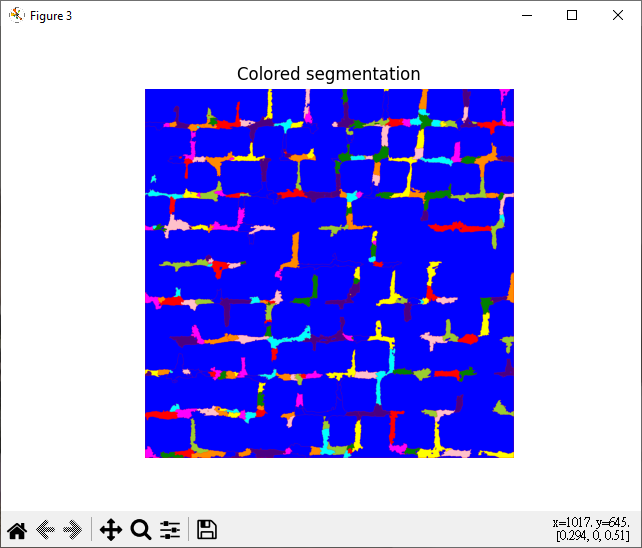 Figure 3
Colored segmentation
x=1017. y=645.
[0.294, 0, 0.51]